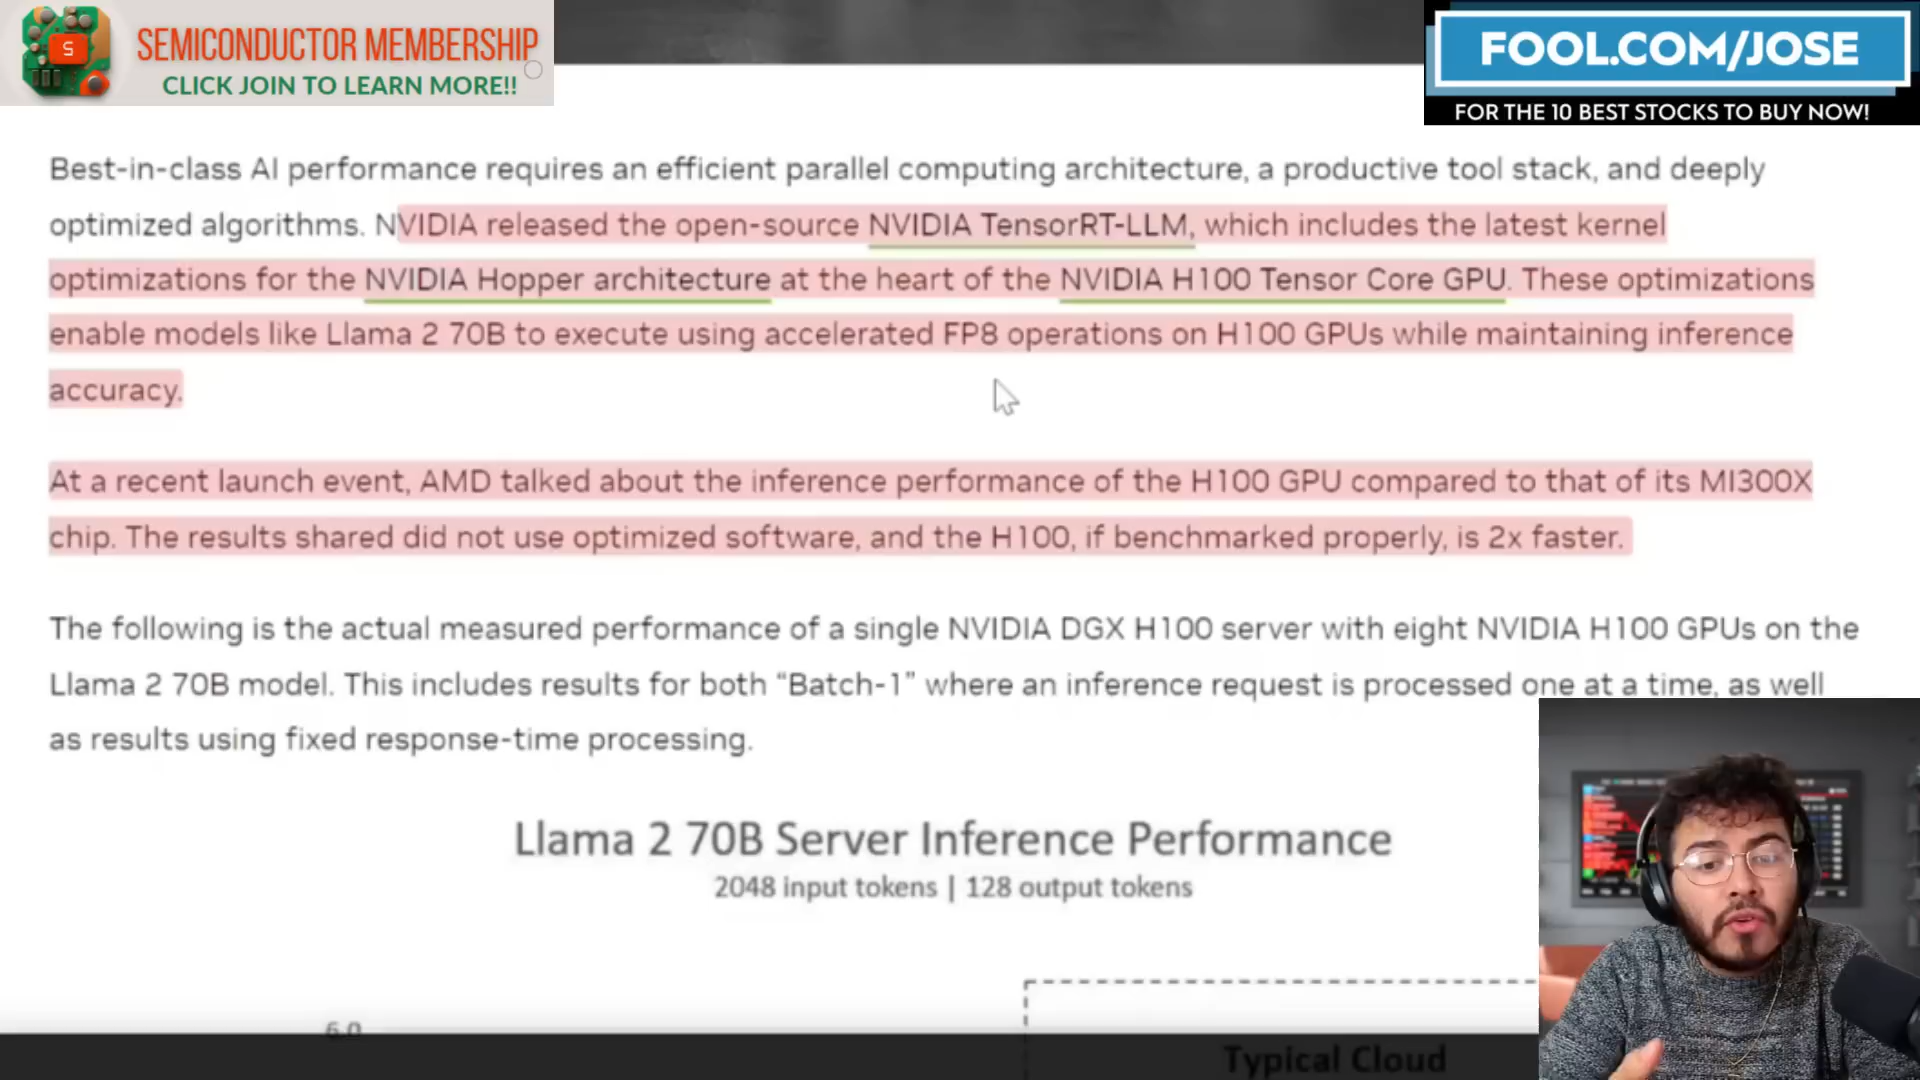 SEMICONDUCTOR MEMBERSHIP
CLICK JOIN TO LEARN MORE!!
S
FOOL.COM/JOSE
FOR THE 10 BEST STOCKS TO BUY NOW!
Best-in-class AI performance requires an efficient parallel computing architecture, a productive tool stack, and deeply
optimized algorithms. NVIDIA released the open-source NVIDIA TensorRT-LLM, which includes the latest kernel
optimizations for the NVIDIA Hopper architecture at the heart of the NVIDIA H100 Tensor Core GPU. These optimizations
enable models like Llama 2 70B to execute using accelerated FP8 operations on H100 GPUs while maintaining inference
accuracy.
At a recent launch event, AMD talked about the inference performance of the H100 GPU compared to that of its MI300X
chip. The results shared did not use optimized software, and the H100, if benchmarked properly, is 2x faster.
The following is the actual measured performance of a single NVIDIA DGX H100 server with eight NVIDIA H100 GPUs on the
Llama 2 70B model. This includes results for both “Batch-1” where an inference request is processed one at a time, as well
as results using fixed response-time processing.
Llama 2 70B Server Inference Performance
2048 input tokens | 128 output tokens
6.0
Typical Cloud